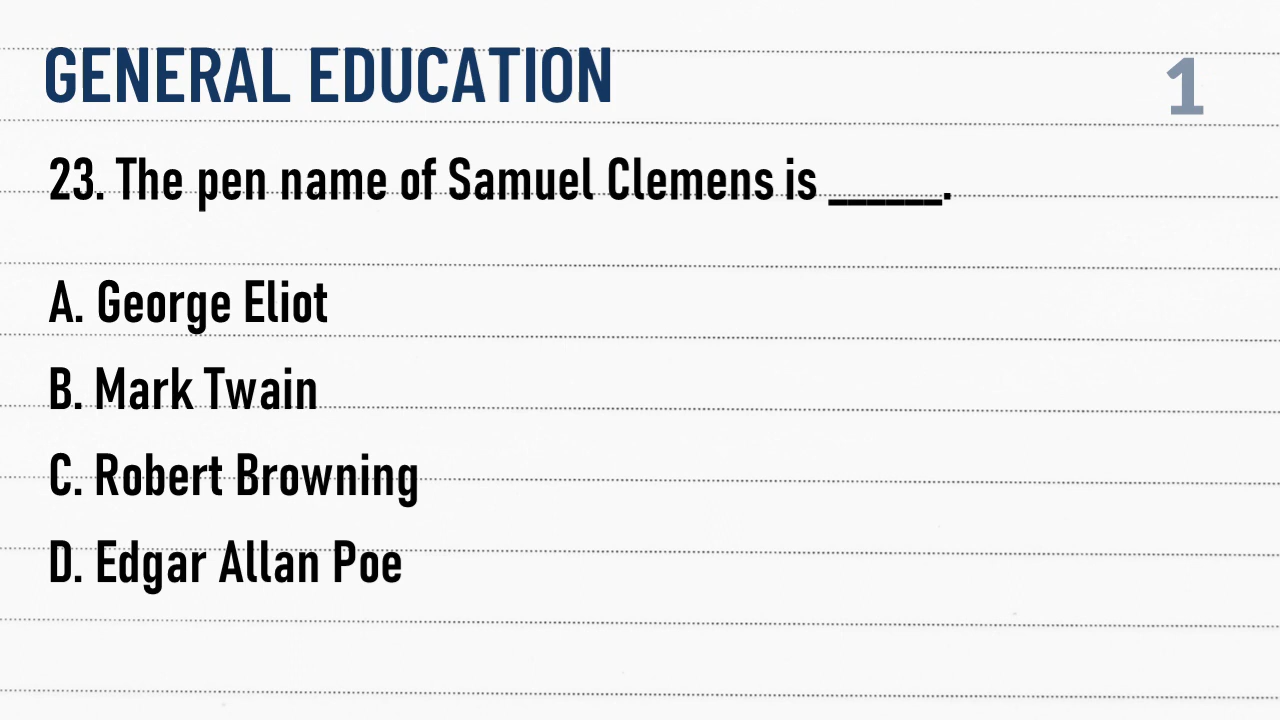 GENERAL EDUCATION
1
23. The pen name of Samuel Clemens is ______.
A. George Eliot
B. Mark Twain
C. Robert Browning
D. Edgar Allan Poe